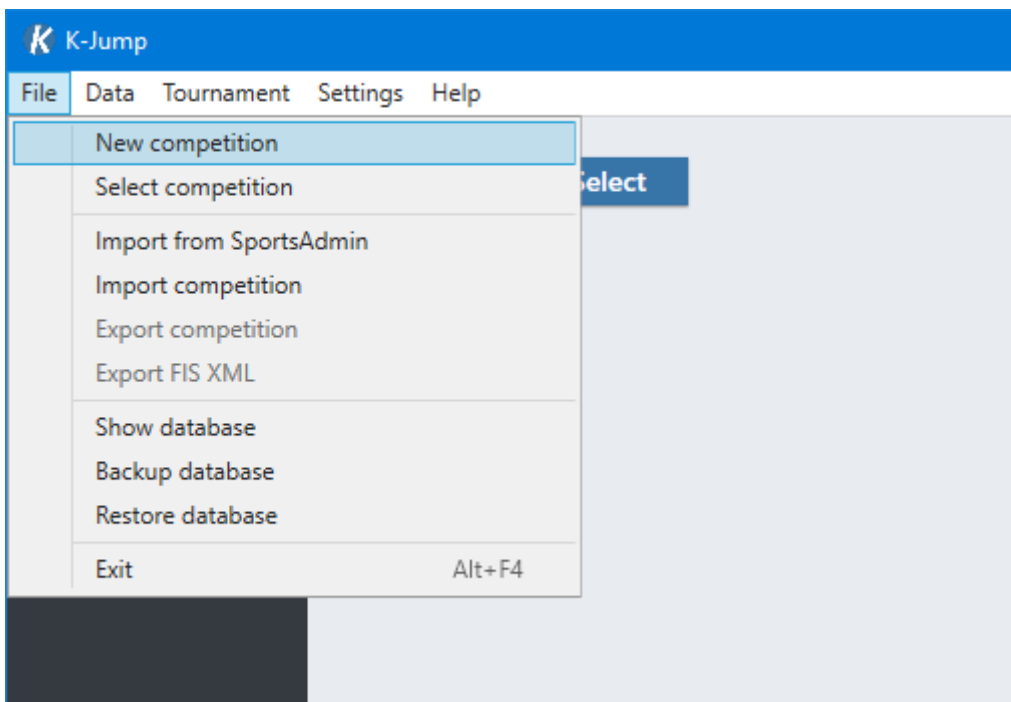 K K-Jump
File Data Tournament Settings Help
New competition
Select competition
Select
Import from SportsAdmin
Import competition
Export competition
Export FIS XML
Show database
Backup database
Restore database
Exit Alt+F4